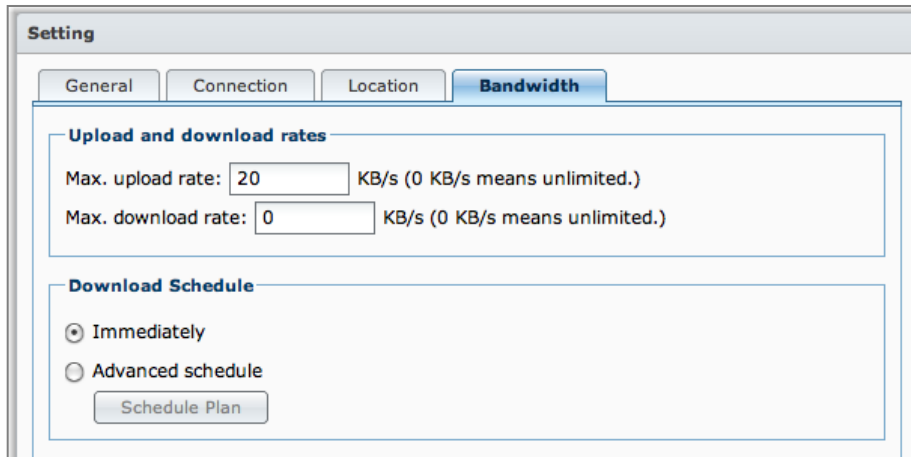 Setting
General Connection Location Bandwidth
Upload and download rates
Max. upload rate: 20 KB/s (0 KB/s means unlimited.)
Max. download rate: 0 KB/s (0 KB/s means unlimited.)
Download Schedule
Immediately
Advanced schedule
Schedule Plan